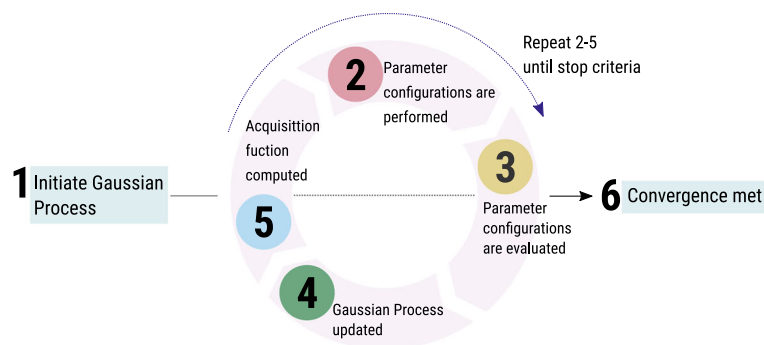 1 Initiate Gaussian
Process
2 Parameter
configurations are
performed
Repeat 2-5
until stop criteria
3
Parameter
configurations
are evaluated
4 Gaussian Process
updated
Acquisittion
fuction
computed
5
6 Convergence met